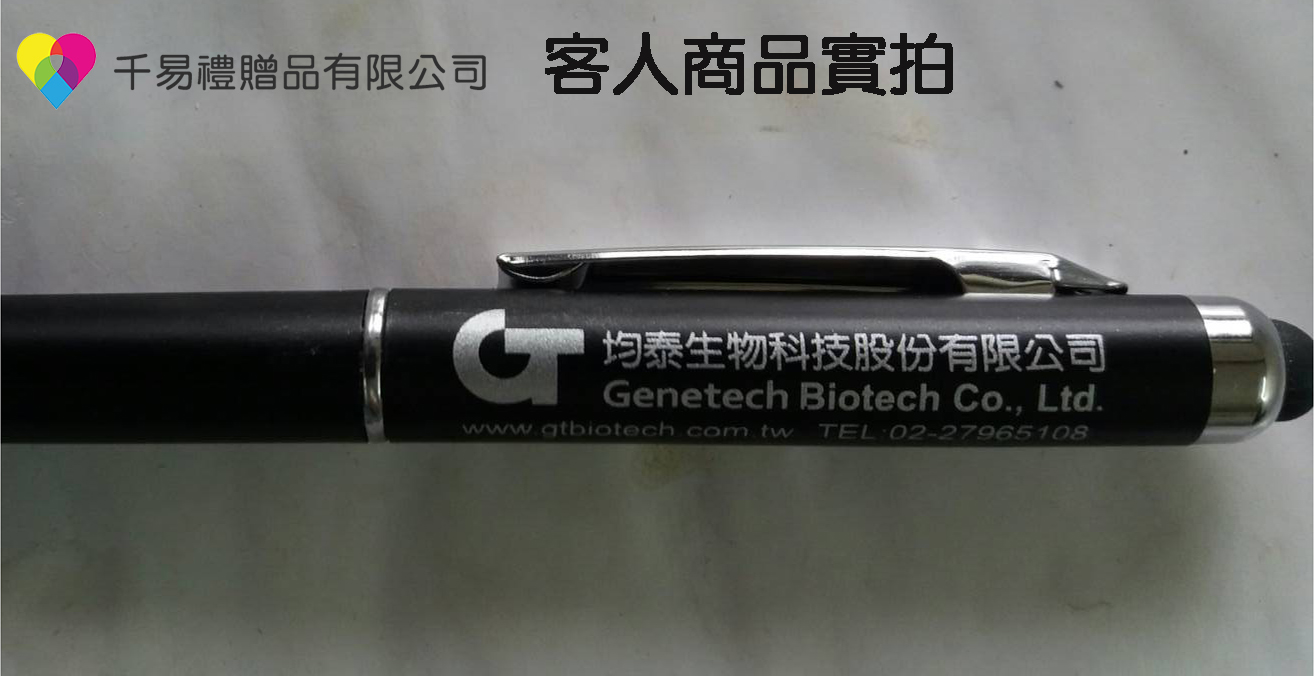 千易禮贈品有限公司 客人商品實拍
GT
均泰生物科技股份有限公司
Genetech Biotech Co., Ltd.
www.gtbiotech.com.tw TEL:02-27965108